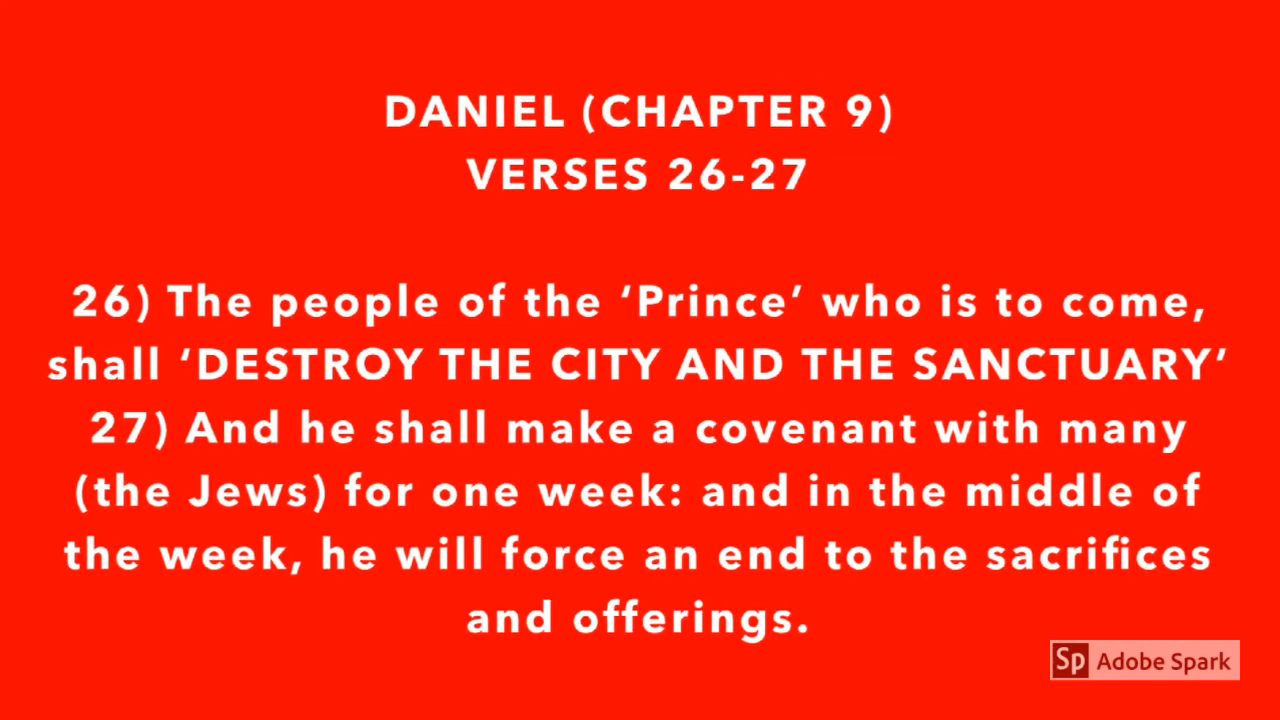 DANIEL (CHAPTER 9)
VERSES 26-27
26) The people of the ‘Prince’ who is to come,
shall ‘DESTROY THE CITY AND THE SANCTUARY’
27) And he shall make a covenant with many
(the Jews) for one week: and in the middle of
the week, he will force an end to the sacrifices
and offerings.
Sp Adobe Spark